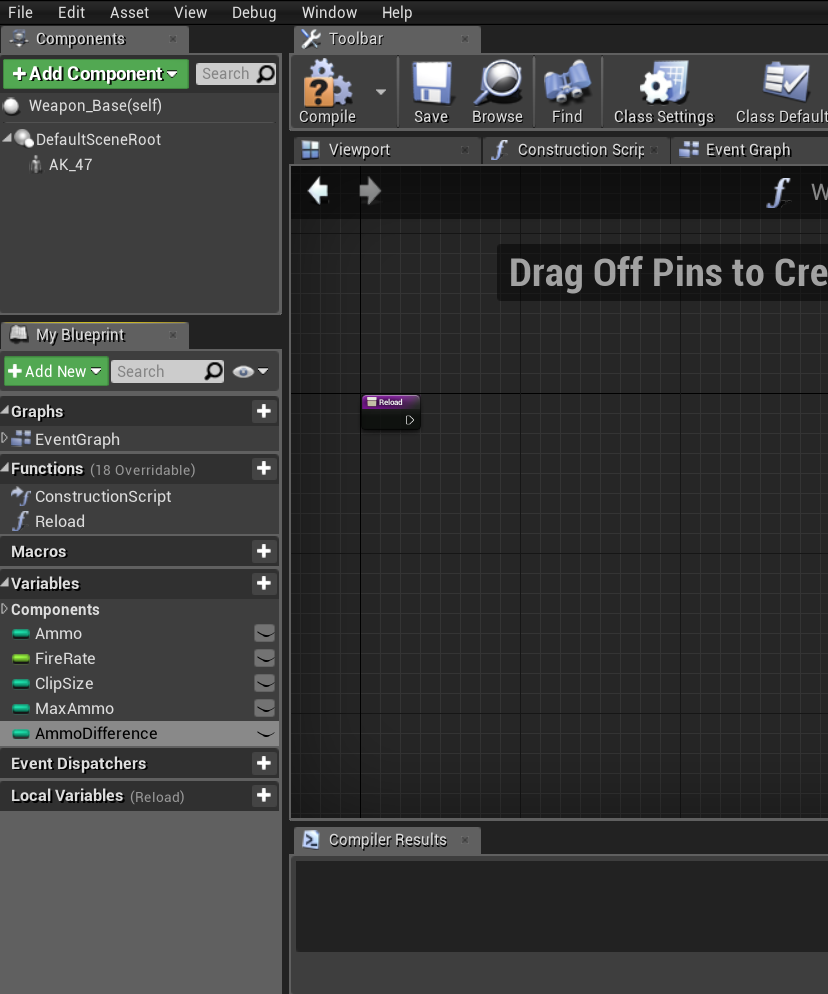 File Edit Asset View Debug Window Help
Components
Add Component
Search
Weapon_Base(self)
DefaultSceneRoot
AK_47
My Blueprint
Add New
Search
Graphs
EventGraph
Functions (18 Overridable)
ConstructionScript
Reload
Macros
Variables
Components
Ammo
FireRate
ClipSize
MaxAmmo
AmmoDifference
Event Dispatchers
Local Variables (Reload)
Toolbar
Compile
Save
Browse
Find
Class Settings
Class Default
Viewport
Construction Scrip
Event Graph
W
Drag Off Pins to Cre
Reload
Compiler Results